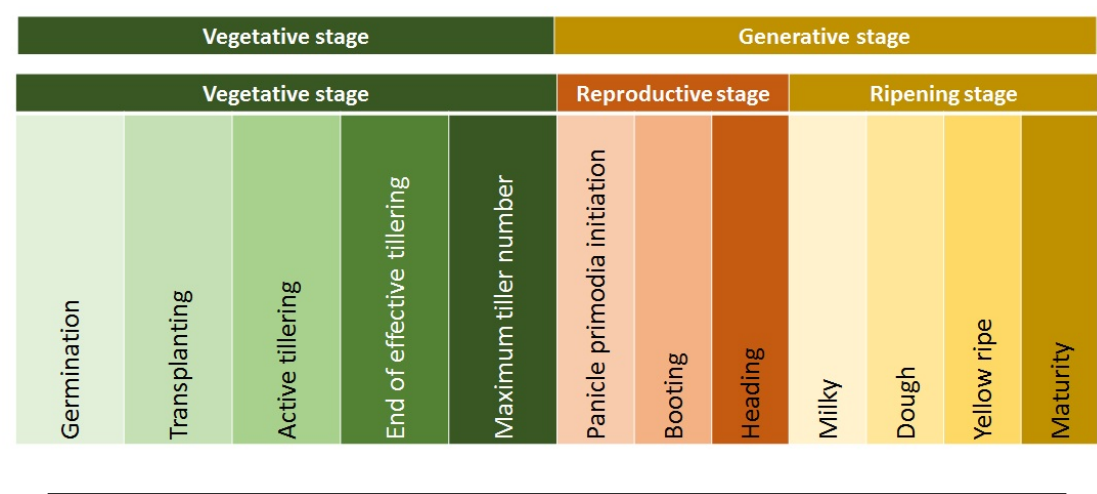 Vegetative stage
Generative stage
Vegetative stage
Reproductive stage
Ripening stage
Germination
Transplanting
Active tillering
End of effective tillering
Maximum tiller number
Panicle primodia initiation
Booting
Heading
Milky
Dough
Yellow ripe
Maturity